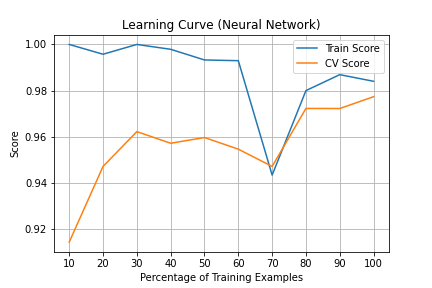 Learning Curve (Neural Network)
Train Score
CV Score
Score
1.00
0.98
0.96
0.94
0.92
10 20 30 40 50 60 70 80 90 100
Percentage of Training Examples